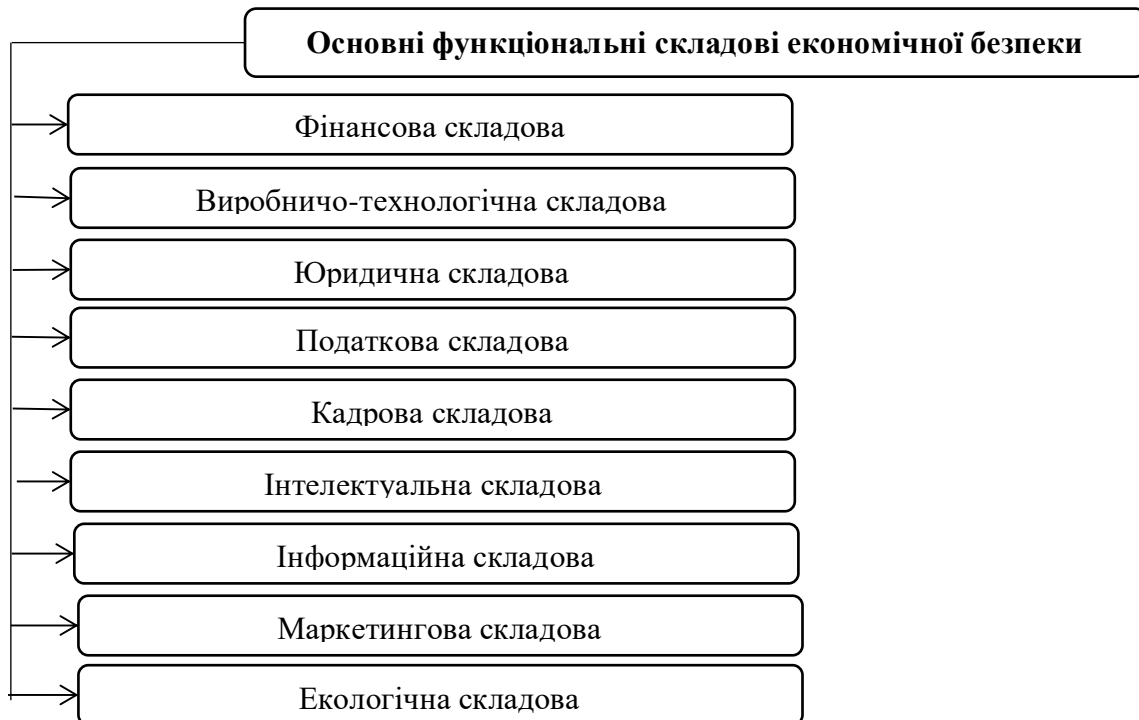 Основні функціональні складові економічної безпеки
Фінансова складова
Виробничо-технологічна складова
Юридична складова
Податкова складова
Кадрова складова
Інтелектуальна складова
Інформаційна складова
Маркетингова складова
Екологічна складова